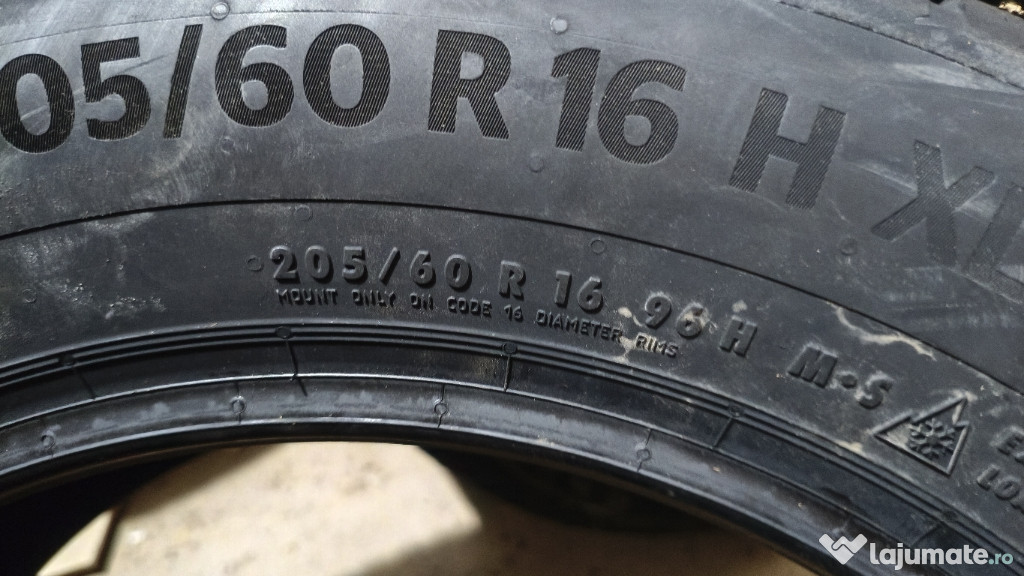 05/60 R 16 H XL
205/60 R 16 96 H M•S
MOUNT ONLY ON CODE 16 DIAMETER RIMS
lajumate.ro